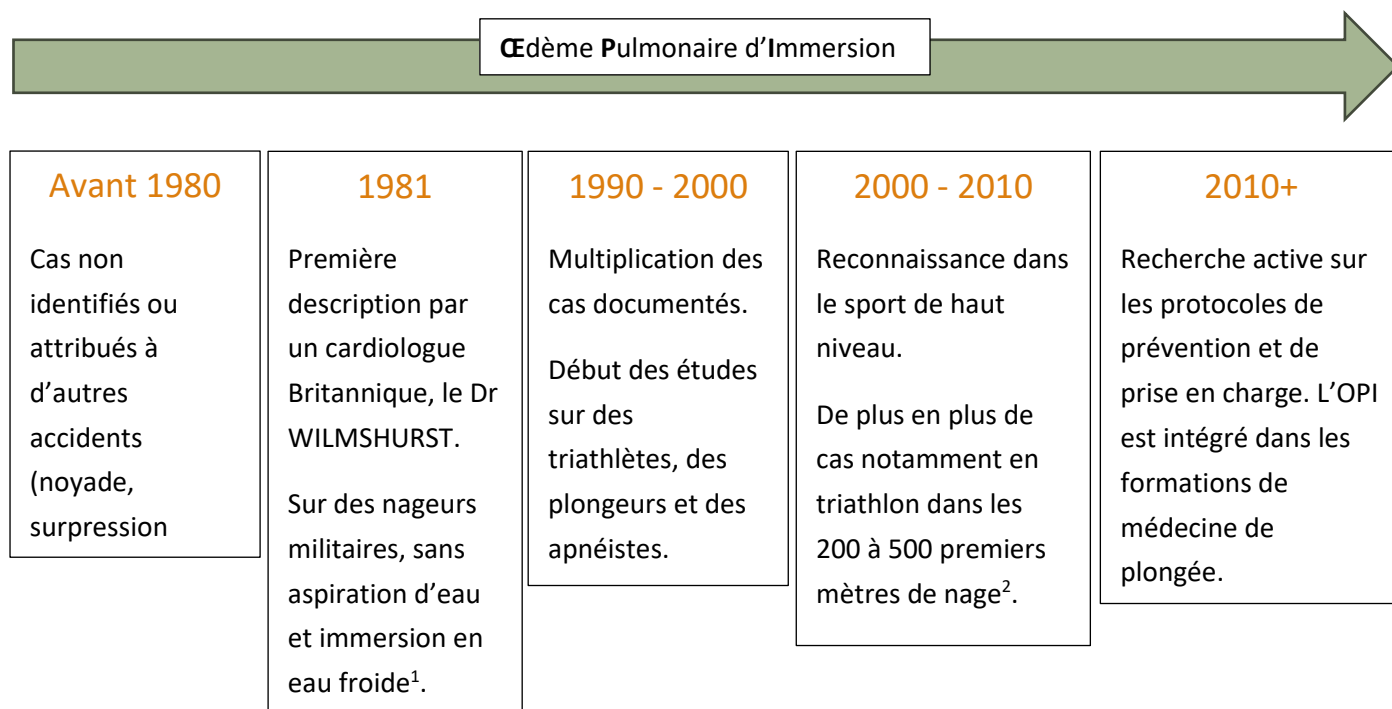 Œdème Pulmonaire d’Immersion
Avant 1980
Cas non
identifiés ou
attribués à
d’autres
accidents
(noyade,
surpression
1981
Première
description par
un cardiologue
Britannique, le Dr
WILMSHURST.
Sur des nageurs
militaires, sans
aspiration d’eau
et immersion en
eau froide¹.
1990 - 2000
Multiplication des
cas documentés.
Début des études
sur des
triathlètes, des
plongeurs et des
apnéistes.
2000 - 2010
Reconnaissance dans
le sport de haut
niveau.
De plus en plus de
cas notamment en
triathlon dans les
200 à 500 premiers
mètres de nage².
2010+
Recherche active sur
les protocoles de
prévention et de
prise en charge. L’OPI
est intégré dans les
formations de
médecine de
plongée.